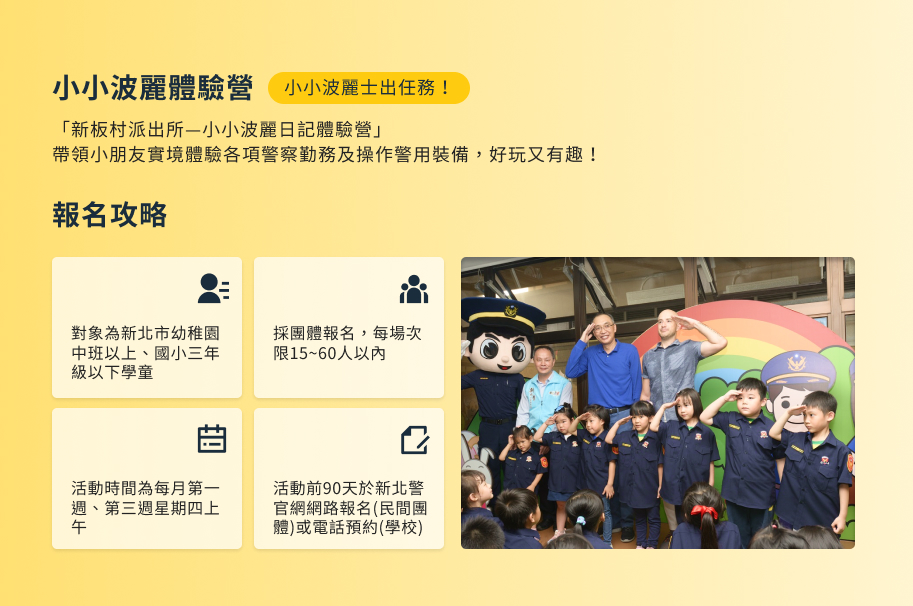 小小波麗體驗營
小小波麗士出任務！
「新板村派出所—小小波麗日記體驗營」
帶領小朋友實境體驗各項警察勤務及操作警用裝備，好玩又有趣！
報名攻略
對象為新北市幼稚園
中班以上、國小三年
級以下學童
採團體報名，每場次
限15~60人以內
活動時間為每月第一
週、第三週星期四上
午
活動前90天於新北警
官網網路報名(民間團
體)或電話預約(學校)